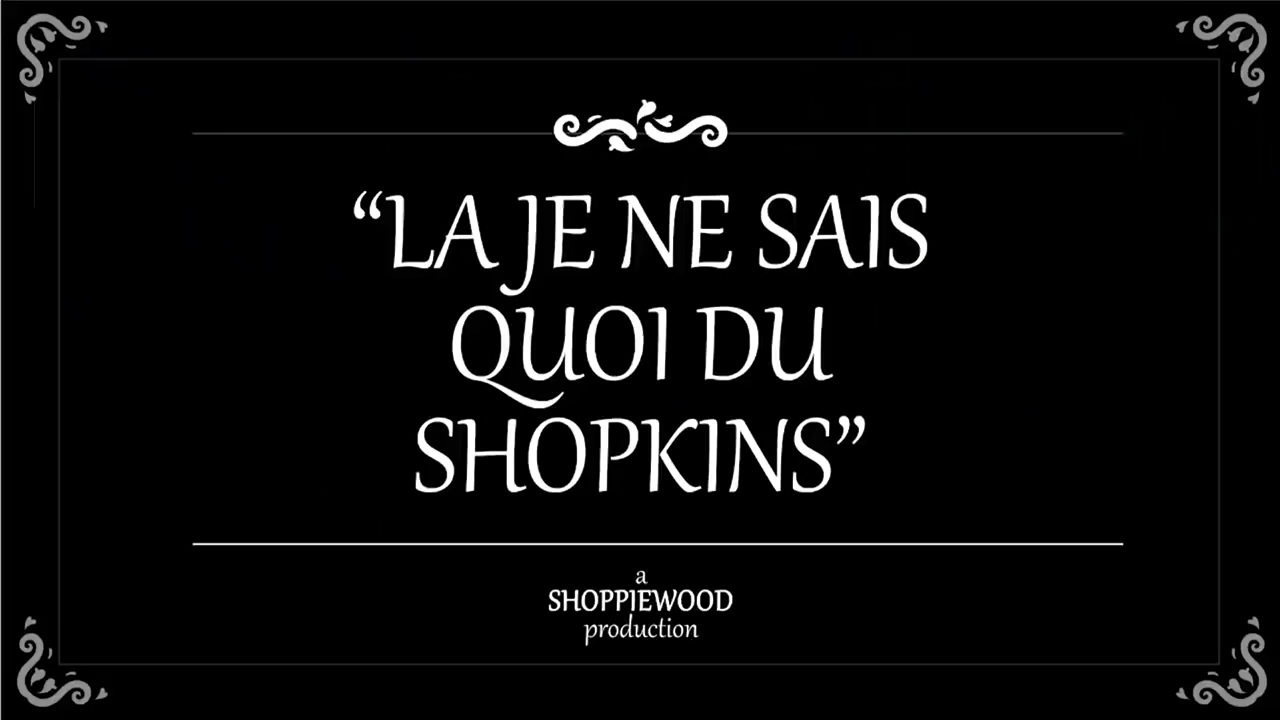 “LA JE NE SAIS
QUOI DU
SHOPKINS”
a
SHOPPIEWOOD
production